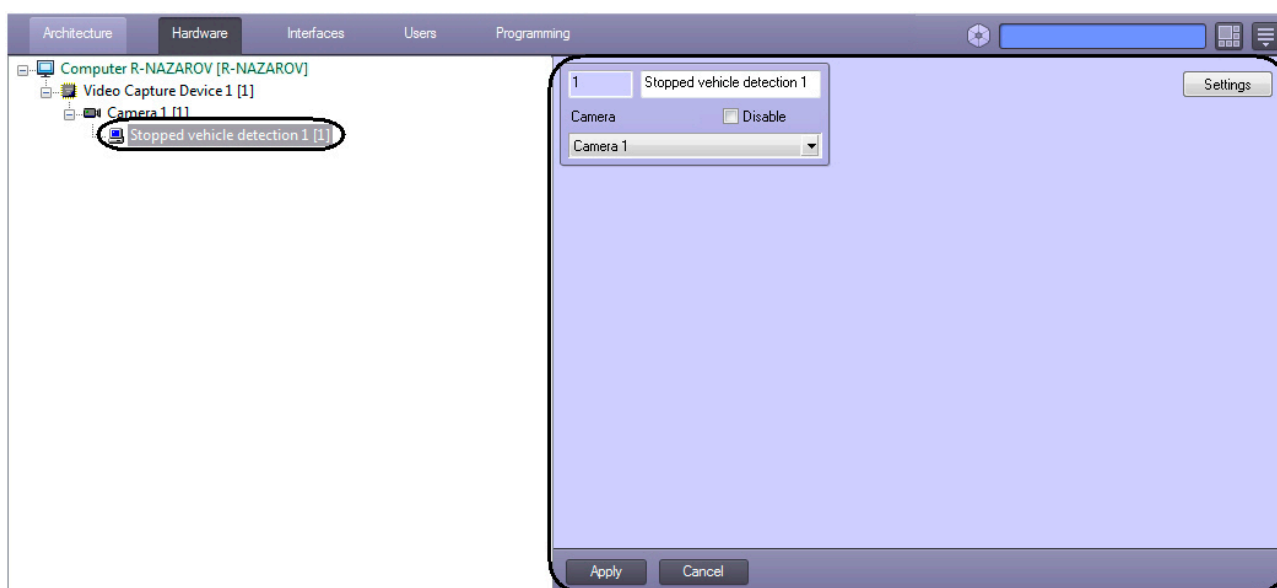 Architecture Hardware Interfaces Users Programming
Computer R-NAZAROV [R-NAZAROV]
Video Capture Device 1 [1]
Camera 1 [1]
Stopped vehicle detection 1 [1]
1 Stopped vehicle detection 1 Settings
Camera Disable
Camera 1
Apply Cancel